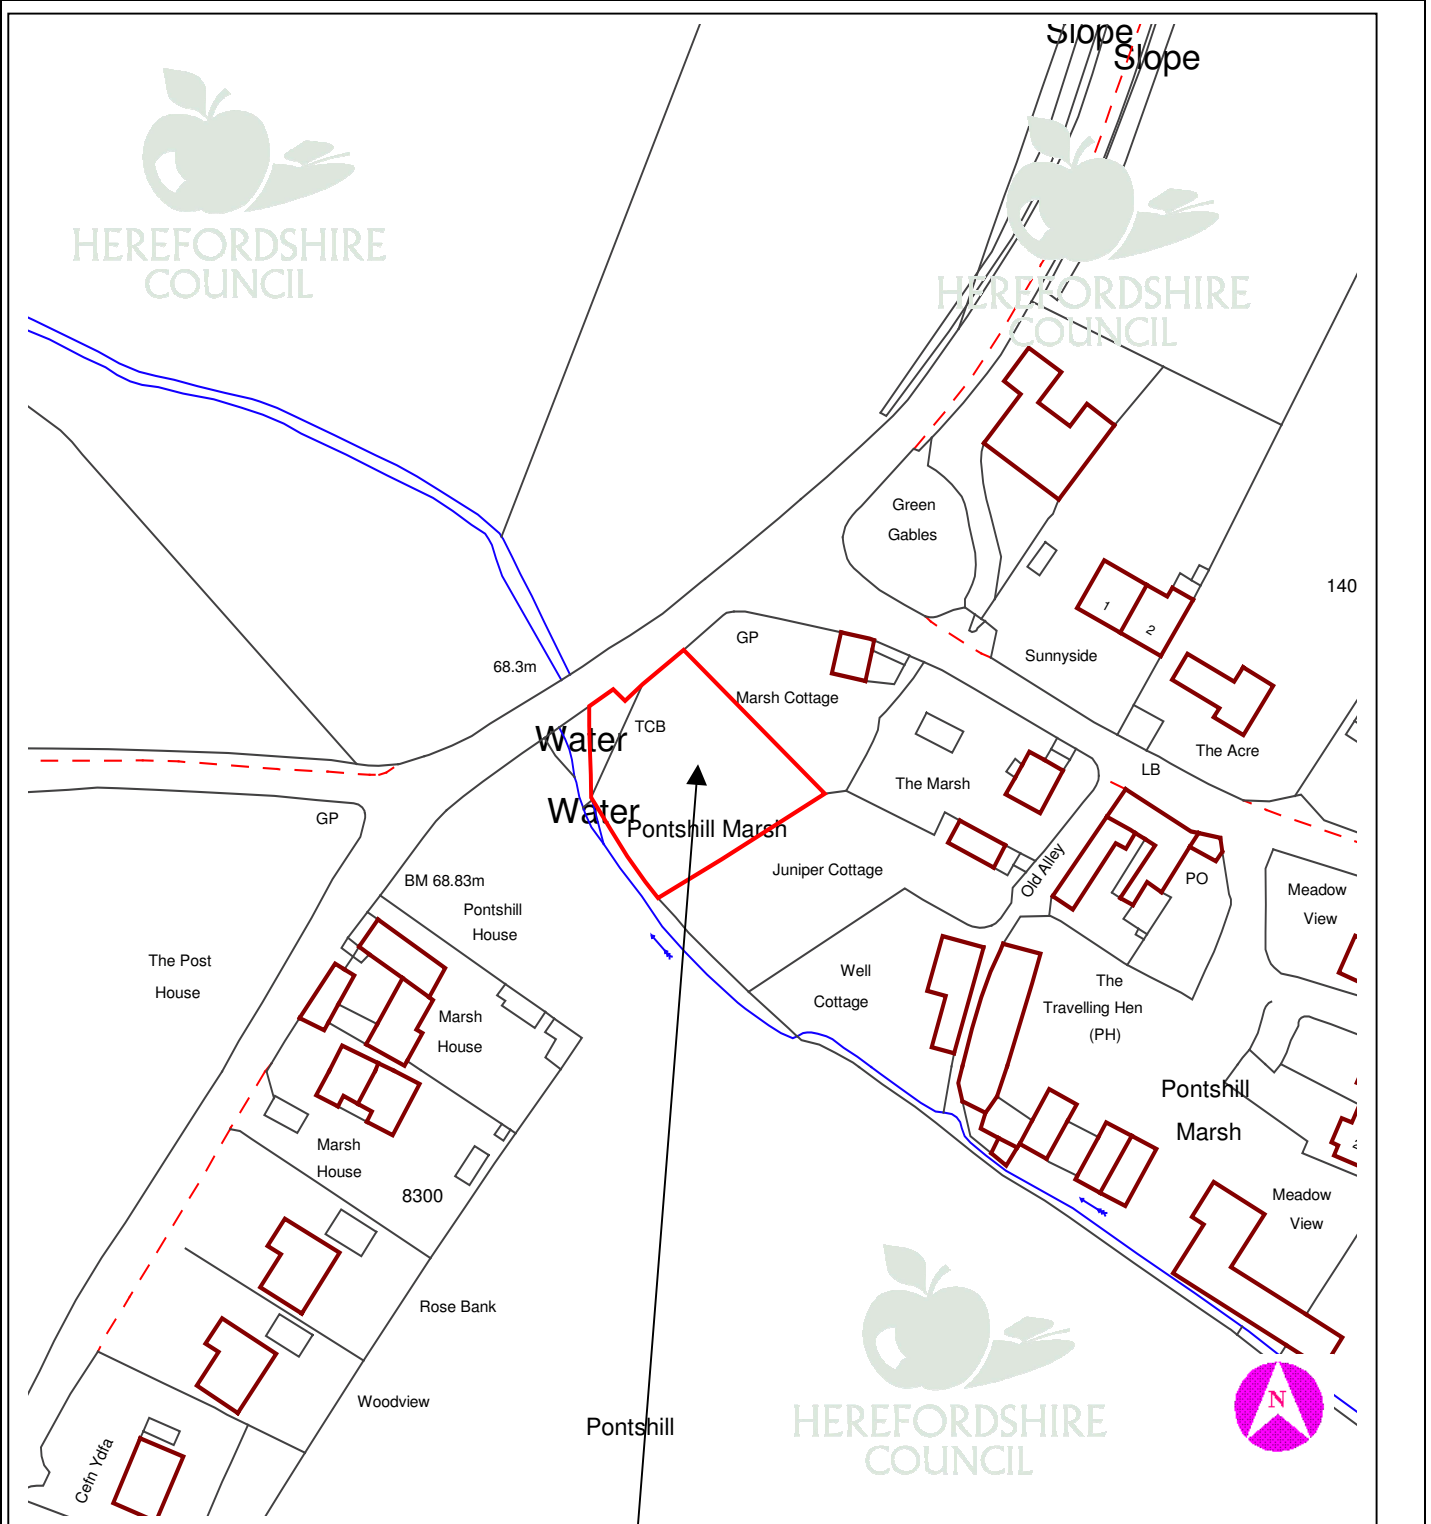 Slope
Slope
HEREFORDSHIRE
COUNCIL
HEREFORDSHIRE
COUNCIL
Green
Gables
140
1
2
GP
Sunnyside
68.3m
Marsh Cottage
TCB
Water
The Acre
LB
The Marsh
Water
Pontshill Marsh
GP
Juniper Cottage
Old Alley
PO
BM 68.83m
Meadow
View
Pontshill
House
The Post
House
Well
Cottage
The
Travelling Hen
(PH)
Marsh
House
Pontshill
Marsh
Marsh
House
2
8300
Meadow
View
Rose Bank
Woodview
N
Pontshill
HEREFORDSHIRE
COUNCIL
Cefn Ydfa